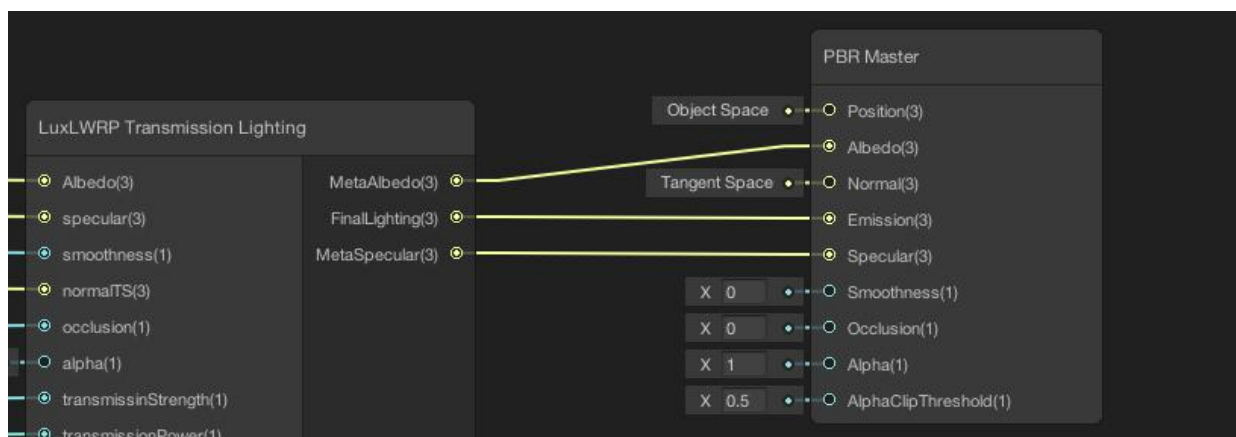 LuxLWRP Transmission Lighting
Albedo(3)
specular(3)
smoothness(1)
normalTS(3)
occlusion(1)
alpha(1)
transmissinStrength(1)
transmissionPower(1)
MetaAlbedo(3)
FinalLighting(3)
MetaSpecular(3)
PBR Master
Object Space
Position(3)
Albedo(3)
Tangent Space
Normal(3)
Emission(3)
Specular(3)
X 0
Smoothness(1)
X 0
Occlusion(1)
X 1
Alpha(1)
X 0.5
AlphaClipThreshold(1)